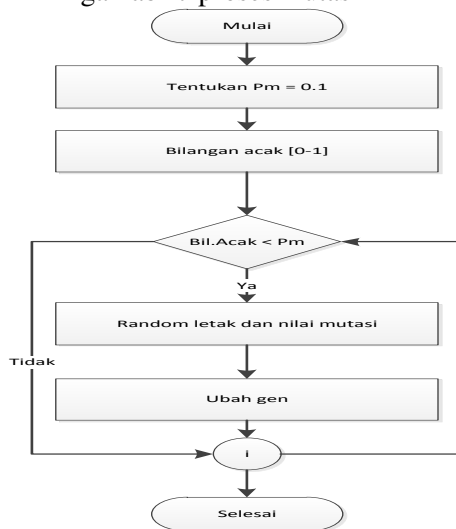 Mulai
Tentukan Pm = 0.1
Bilangan acak [0-1]
Bil.Acak < Pm
Ya
Random letak dan nilai mutasi
Tidak
Ubah gen
i
Selesai